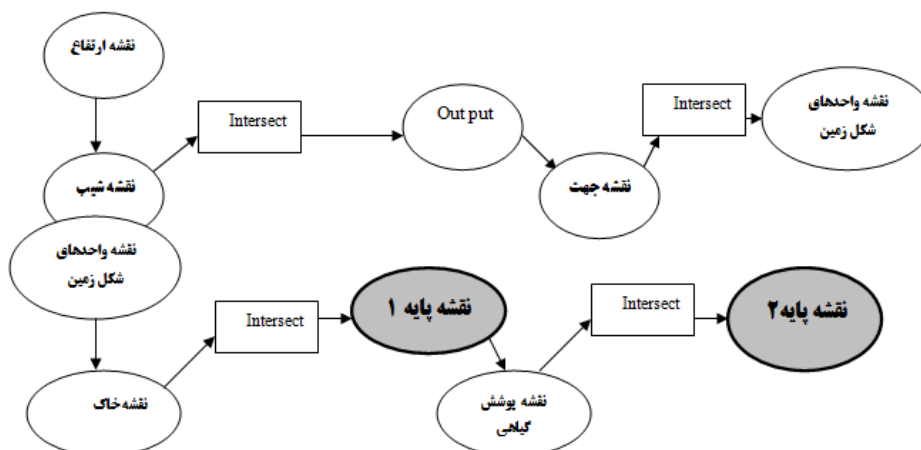 نقشه ارتفاع
Intersect
Out put
Intersect
نقشه واحدهای
شکل زمین
نقشه شیب
نقشه جهت
نقشه واحدهای
شکل زمین
Intersect
نقشه پایه ۱
Intersect
نقشه پایه۲
نقشه خاک
نقشه پوشش
گیاهی